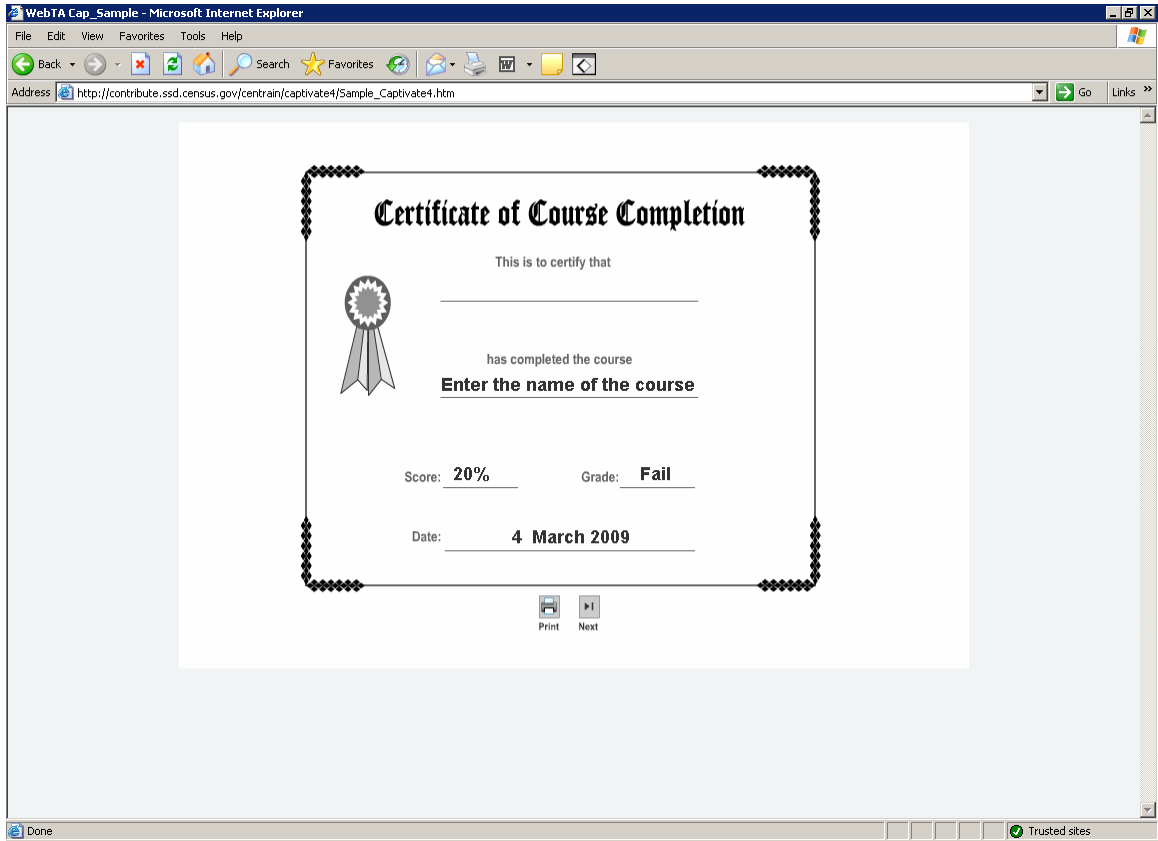 WebTA Cap_Sample - Microsoft Internet Explorer
File Edit View Favorites Tools Help
Back Search Favorites
Address http://contribute.ssd.census.gov/centrain/captivate4/Sample_Captivate4.htm Go Links »
Certificate of Course Completion
This is to certify that
has completed the course
Enter the name of the course
Score: 20% Grade: Fail
Date: 4 March 2009
Print Next
Done Trusted sites